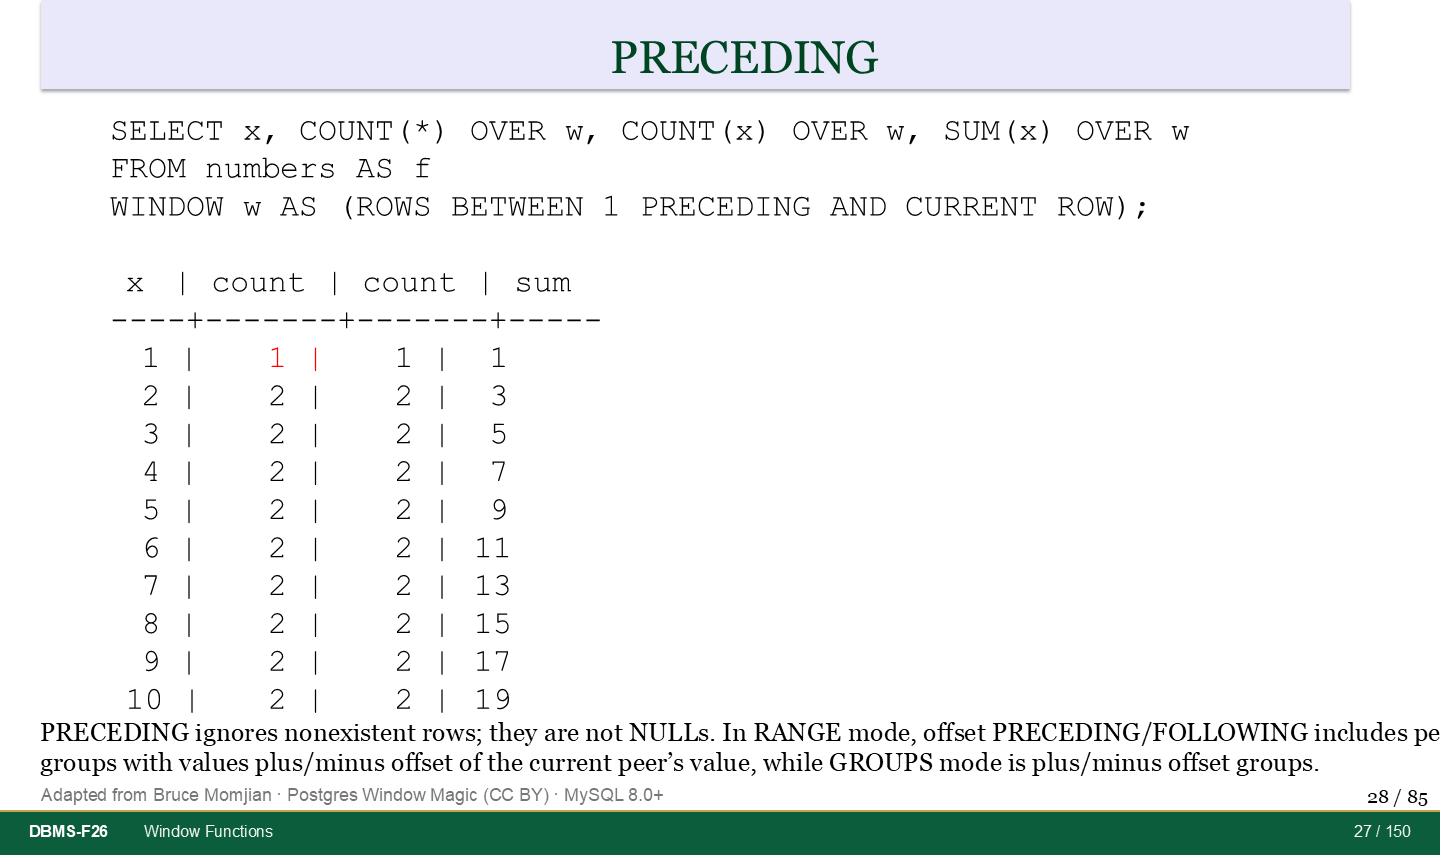 PRECEDING
SELECT x, COUNT(*) OVER w, COUNT(x) OVER w, SUM(x) OVER w
FROM numbers AS f
WINDOW w AS (ROWS BETWEEN 1 PRECEDING AND CURRENT ROW);
x | count | count | sum
----+-------+-------+-----
1 | 1 | 1 | 1
2 | 2 | 2 | 3
3 | 2 | 2 | 5
4 | 2 | 2 | 7
5 | 2 | 2 | 9
6 | 2 | 2 | 11
7 | 2 | 2 | 13
8 | 2 | 2 | 15
9 | 2 | 2 | 17
10 | 2 | 2 | 19
PRECEDING ignores nonexistent rows; they are not NULLs. In RANGE mode, offset PRECEDING/FOLLOWING includes pe
groups with values plus/minus offset of the current peer’s value, while GROUPS mode is plus/minus offset groups.
Adapted from Bruce Momjian · Postgres Window Magic (CC BY) · MySQL 8.0+
28 / 85
DBMS-F26 Window Functions 27 / 150